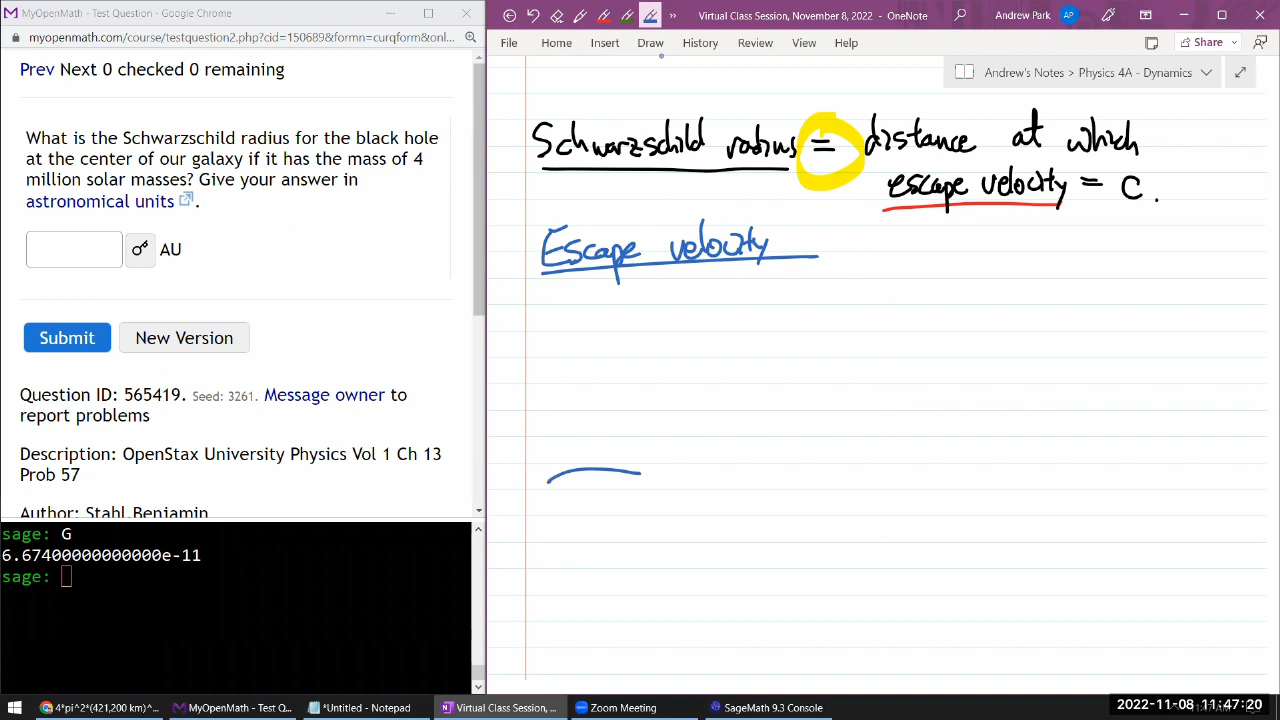 MyOpenMath - Test Question - Google Chrome
myopenmath.com/course/testquestion2.php?cid=150689&formn=curqform&onl...
Prev Next 0 checked 0 remaining
What is the Schwarzschild radius for the black hole
at the center of our galaxy if it has the mass of 4
million solar masses? Give your answer in
astronomical units .
AU
Submit
New Version
Question ID: 565419. Seed: 3261. Message owner to
report problems
Description: OpenStax University Physics Vol 1 Ch 13
Prob 57
Author: Stahl,Benjamin
sage: G
6.67400000000000e-11
sage:
Virtual Class Session, November 8, 2022 - OneNote
Andrew Park AP
File Home Insert Draw History Review View Help
Share
Andrew's Notes > Physics 4A - Dynamics
Schwarzschild radius = distance at which
escape velocity = c.
Escape velocity
4*pi^2*(421,200 km)^...
MyOpenMath - Test Q...
*Untitled - Notepad
Virtual Class Session,...
Zoom Meeting
SageMath 9.3 Console
2022-11-08 11:47:20